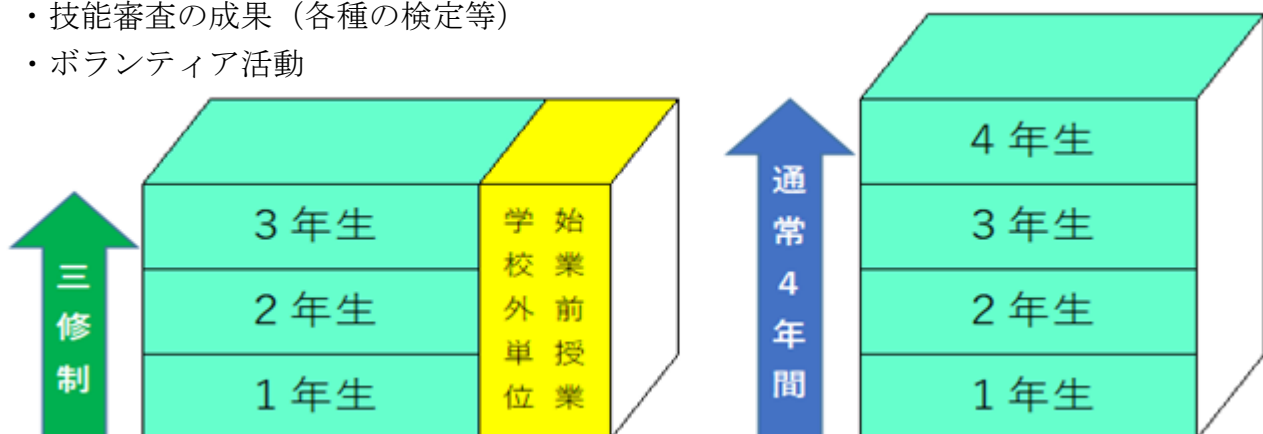 ・技能審査の成果（各種の検定等）
・ボランティア活動
三修制
3年生
2年生
1年生
始業前授業
学校外単位
通常4年間
4年生
3年生
2年生
1年生